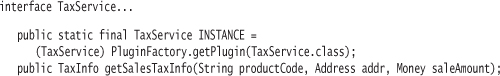 interface TaxService...
public static final TaxService INSTANCE =
(TaxService) PluginFactory.getPlugin(TaxService.class);
public TaxInfo getSalesTaxInfo(String productCode, Address addr, Money saleAmount);